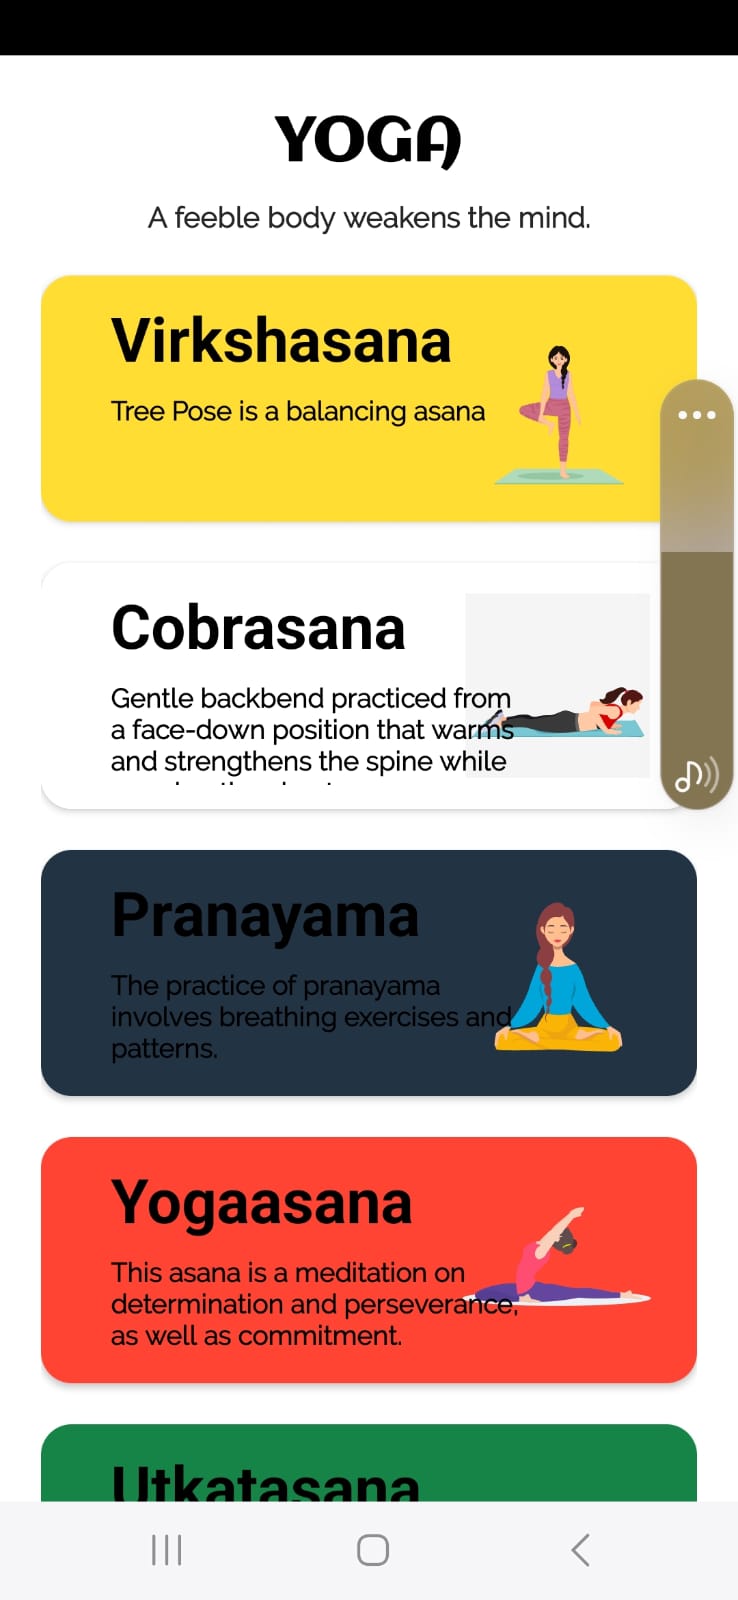 YOGA
A feeble body weakens the mind.
Virkshasana
Tree Pose is a balancing asana
Cobrasana
Gentle backbend practiced from
a face-down position that warms
and strengthens the spine while
Pranayama
The practice of pranayama
involves breathing exercises and
patterns.
Yogaasana
This asana is a meditation on
determination and perseverance,
as well as commitment.
Utkatasana